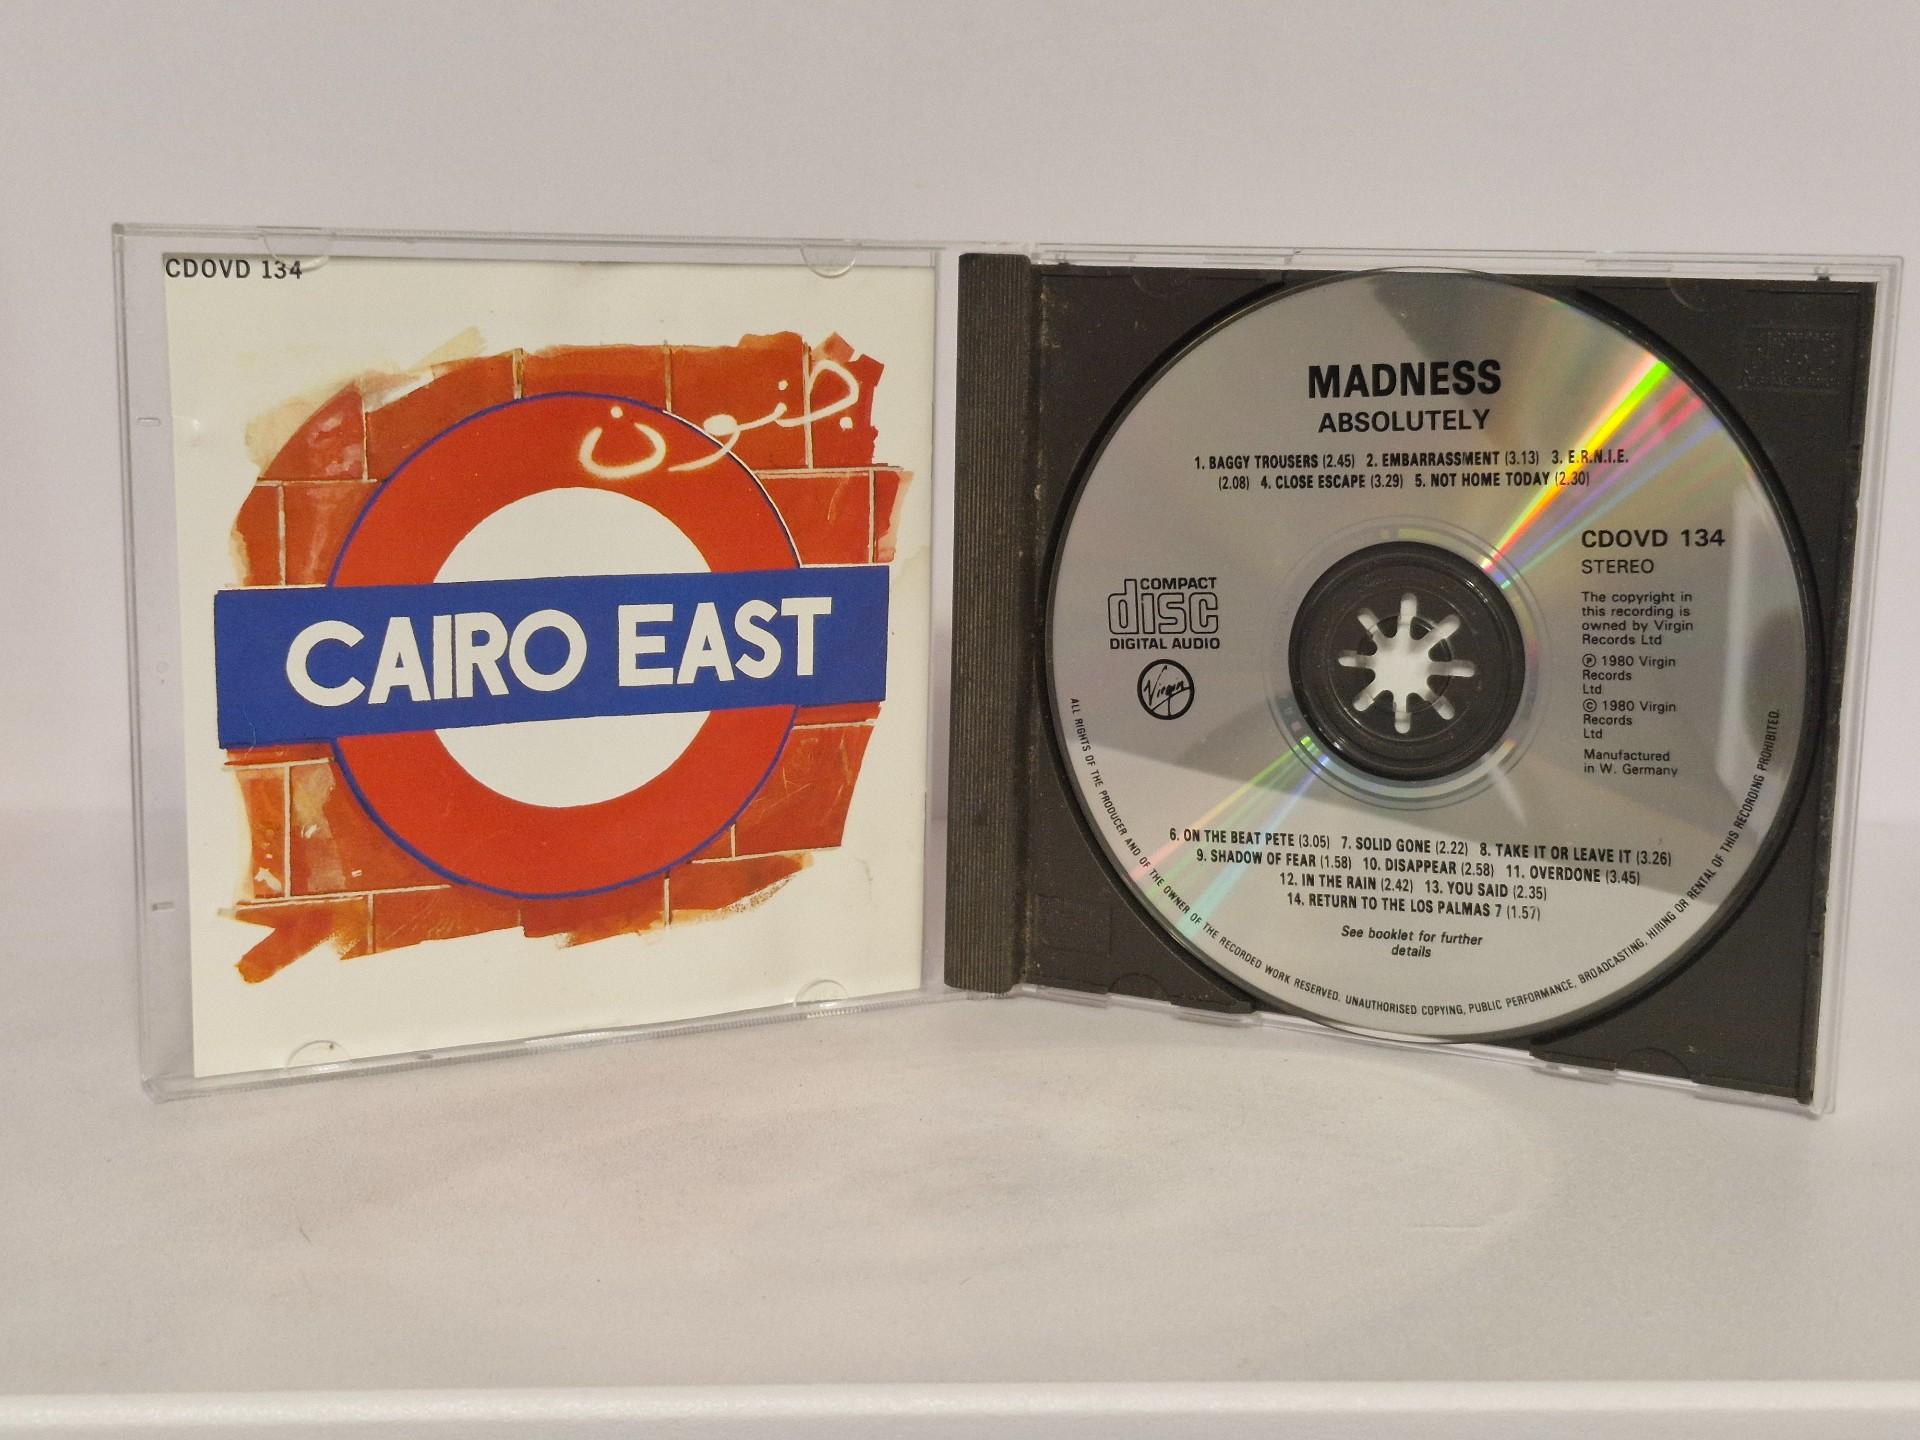 CDOVD 134
جنون
CAIRO EAST
MADNESS
ABSOLUTELY
1. BAGGY TROUSERS (2.45) 2. EMBARRASSMENT (3.13) 3. E.R.N.I.E.
(2.08) 4. CLOSE ESCAPE (3.29) 5. NOT HOME TODAY (2.30)
CDOVD 134
STEREO
The copyright in
this recording is
owned by Virgin
Records Ltd
Ⓟ 1980 Virgin
Records
Ltd
© 1980 Virgin
Records
Ltd
Manufactured
in W. Germany
COMPACT
disc
DIGITAL AUDIO
Virgin
6. ON THE BEAT PETE (3.05) 7. SOLID GONE (2.22) 8. TAKE IT OR LEAVE IT (3.26)
9. SHADOW OF FEAR (1.58) 10. DISAPPEAR (2.58) 11. OVERDONE (3.45)
12. IN THE RAIN (2.42) 13. YOU SAID (2.35)
14. RETURN TO THE LOS PALMAS 7 (1.57)
See booklet for further
details
ALL RIGHTS OF THE PRODUCER AND OF THE OWNER OF THE RECORDED WORK RESERVED. UNAUTHORISED COPYING, PUBLIC PERFORMANCE, BROADCASTING, HIRING OR RENTAL OF THIS RECORDING PROHIBITED.